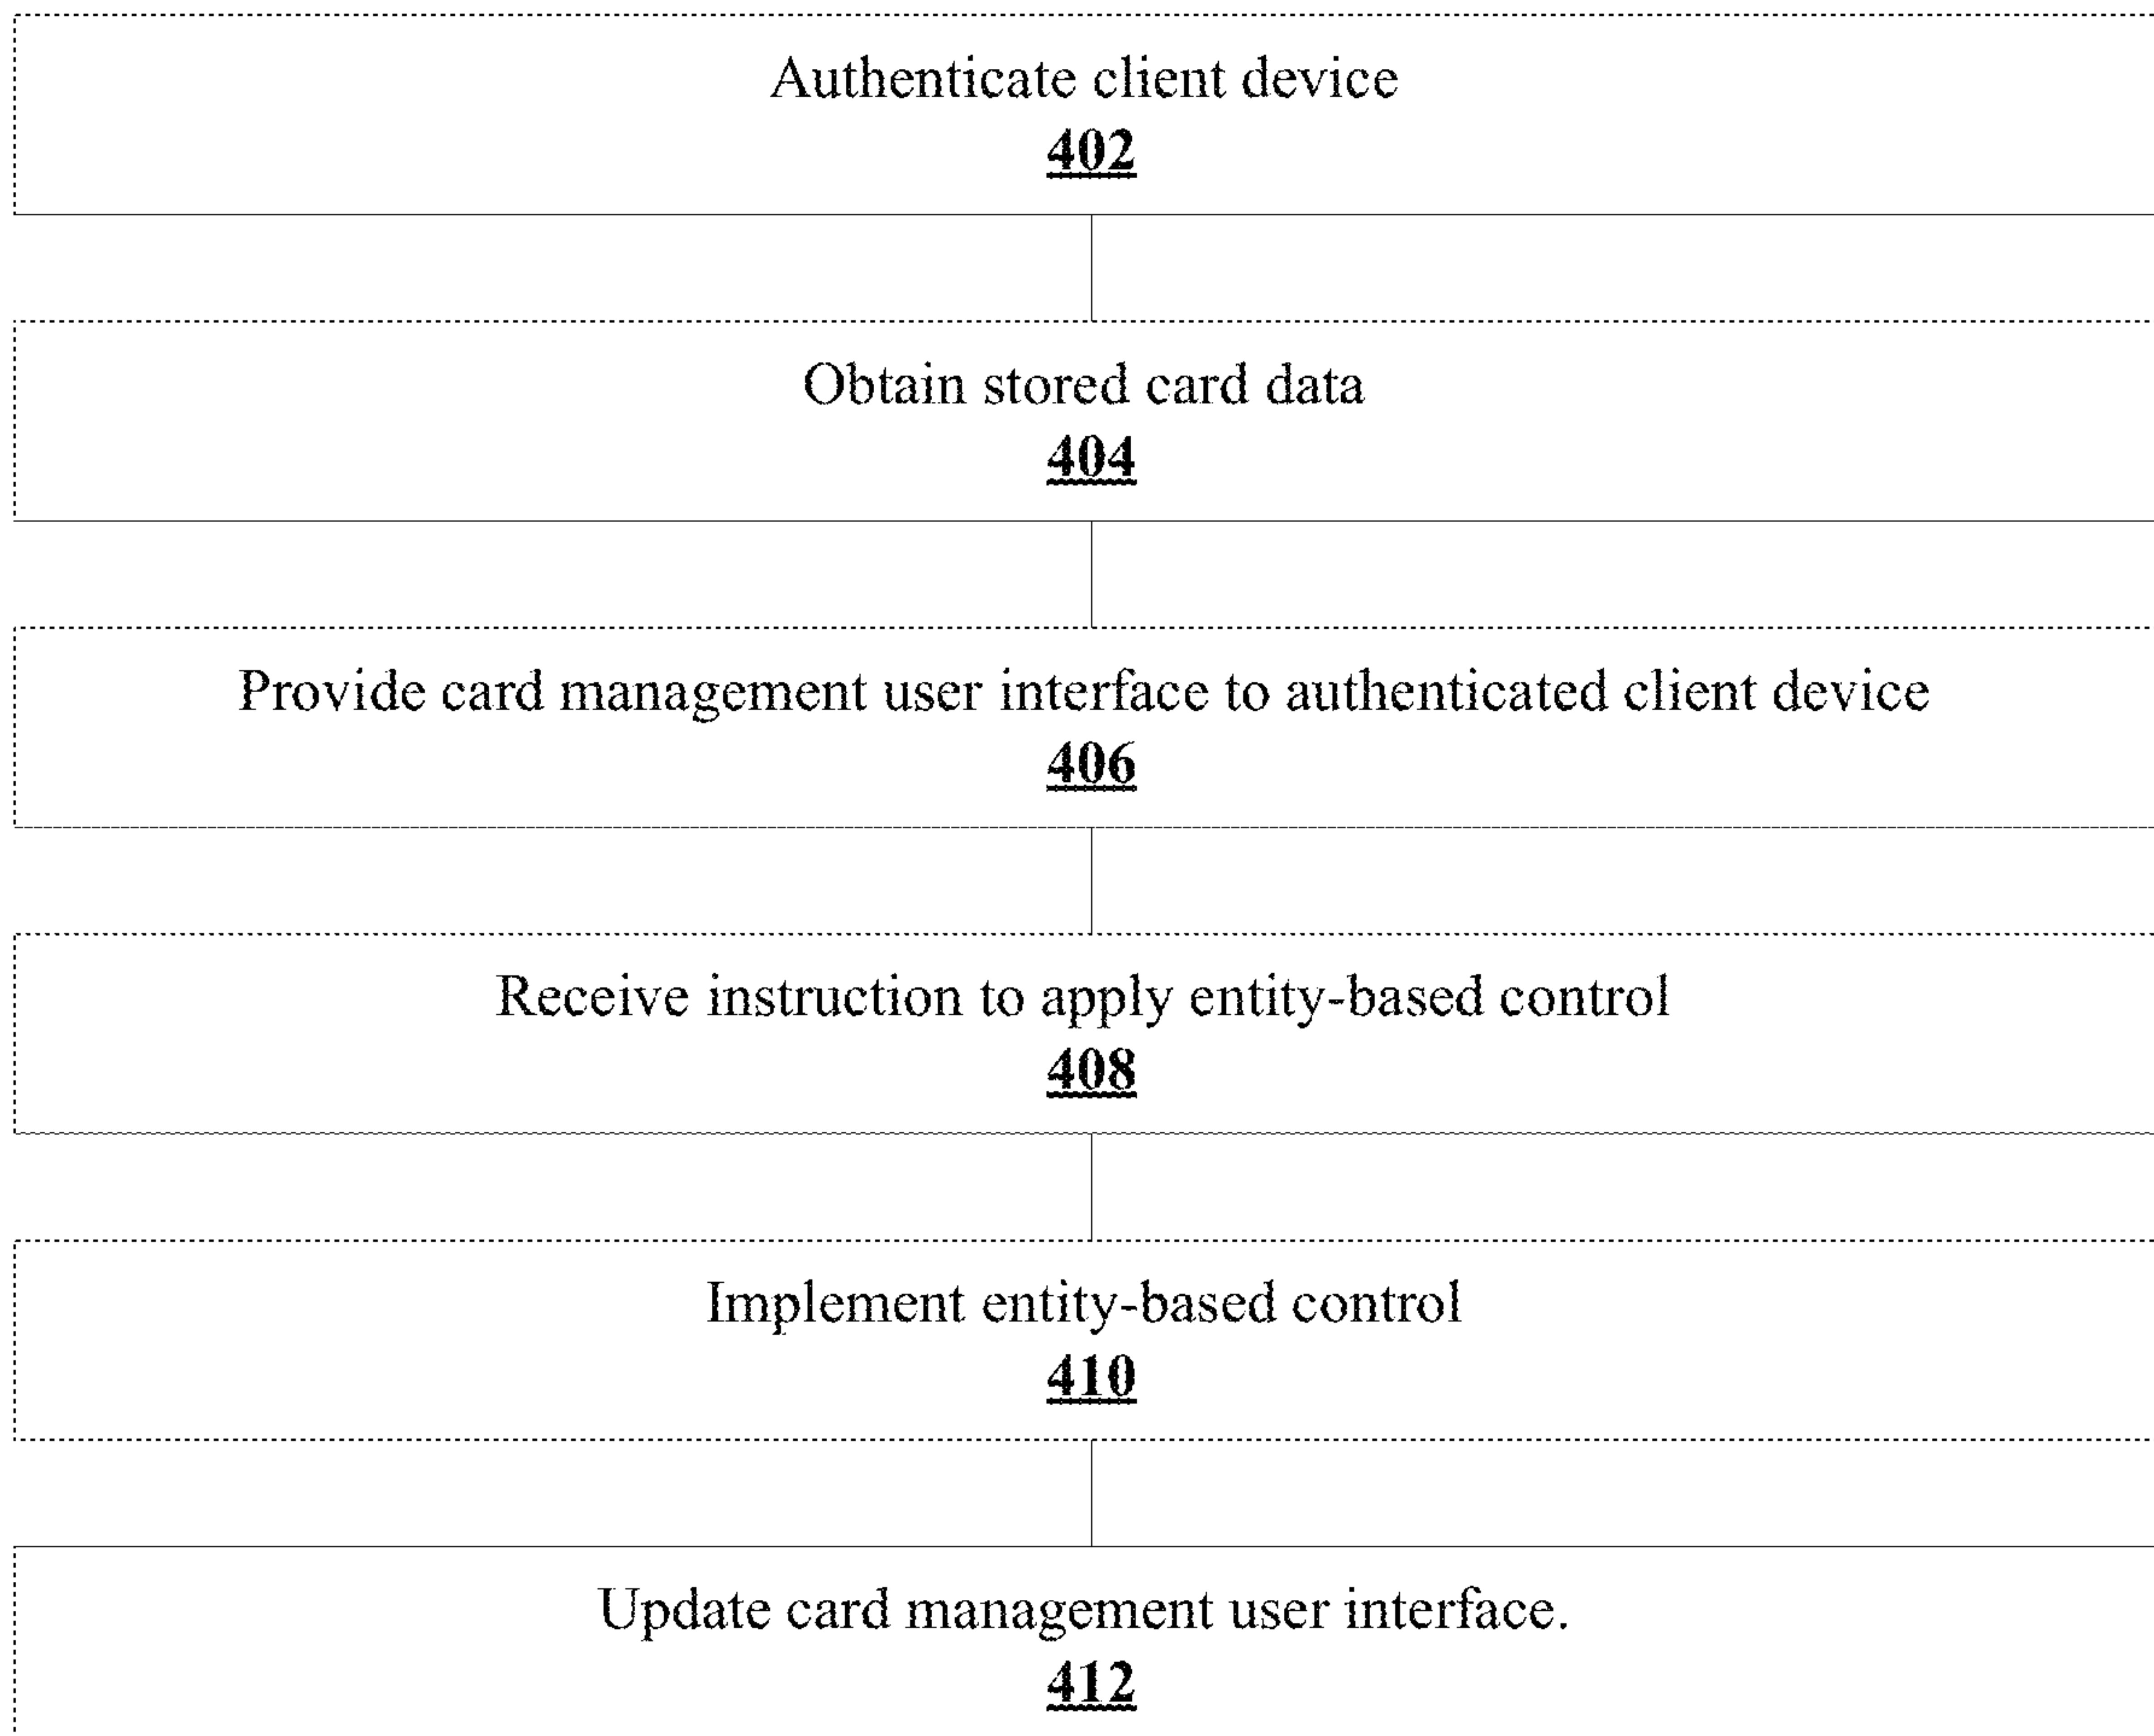 Authenticate client device
402
Obtain stored card data
404
Provide card management user interface to authenticated client device
406
Receive instruction to apply entity-based control
408
Implement entity-based control
410
Update card management user interface.
412